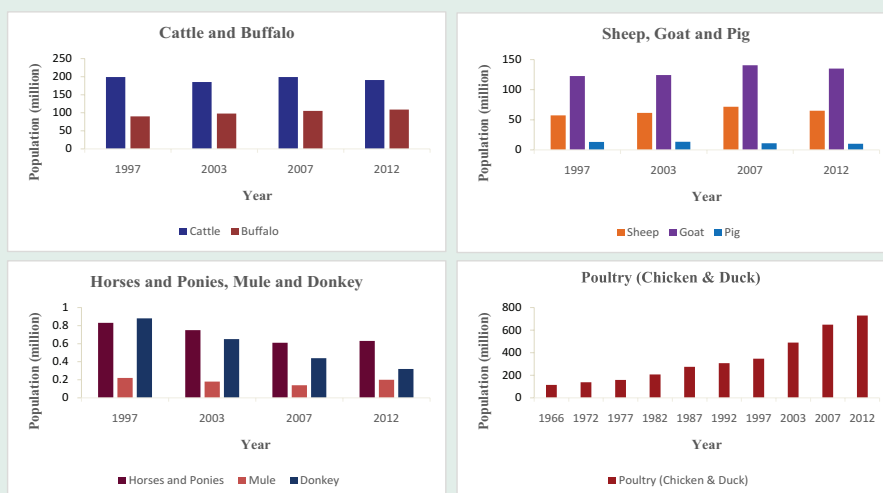 Cattle and Buffalo
Population (million)
250
200
150
100
50
0
1997 2003 2007 2012
Year
Cattle Buffalo
Sheep, Goat and Pig
Population (million)
150
100
50
0
1997 2003 2007 2012
Year
Sheep Goat Pig
Horses and Ponies, Mule and Donkey
Population (million)
1
0.8
0.6
0.4
0.2
0
1997 2003 2007 2012
Year
Horses and Ponies Mule Donkey
Poultry (Chicken & Duck)
Population (million)
800
600
400
200
0
1966 1972 1977 1982 1987 1992 1997 2003 2007 2012
Year
Poultry (Chicken & Duck)